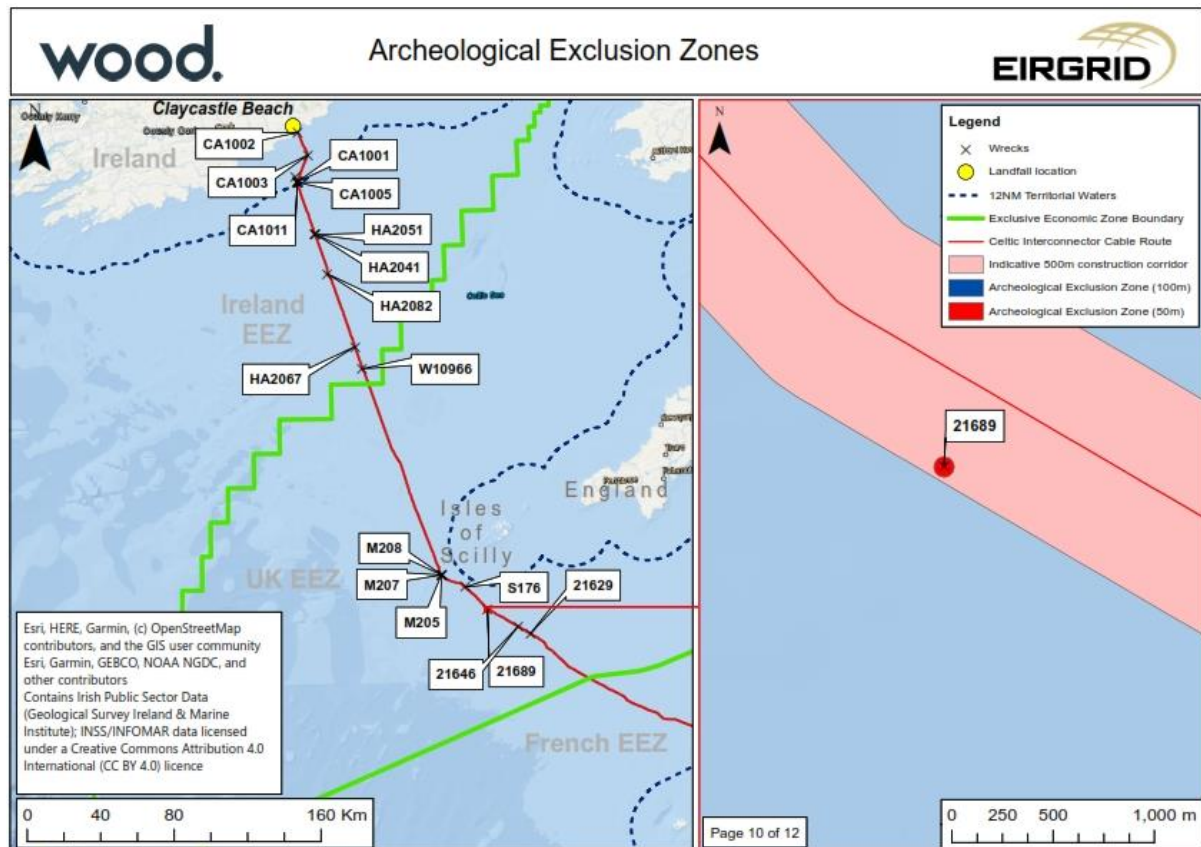 wood.
Archeological Exclusion Zones
EIRGRID
N
Claycastle Beach
Ireland
CA1002
CA1001
CA1003
CA1005
CA1011
HA2051
HA2041
HA2082
Ireland
EEZ
Celtic Sea
HA2067
W10966
England
Isles
of
Scilly
M208
UK EEZ
M207
S176
21629
M205
21646
21689
French EEZ
Esri, HERE, Garmin, (c) OpenStreetMap
contributors, and the GIS user community
Esri, Garmin, GEBCO, NOAA NGDC, and
other contributors
Contains Irish Public Sector Data
(Geological Survey Ireland & Marine
Institute); INSS/INFOMAR data licensed
under a Creative Commons Attribution 4.0
International (CC BY 4.0) licence
0 40 80 160 Km
N
Legend
Wrecks
Landfall location
12NM Territorial Waters
Exclusive Economic Zone Boundary
Celtic Interconnector Cable Route
Indicative 500m construction corridor
Archeological Exclusion Zone (100m)
Archeological Exclusion Zone (50m)
21689
Page 10 of 12
0 250 500 1,000 m